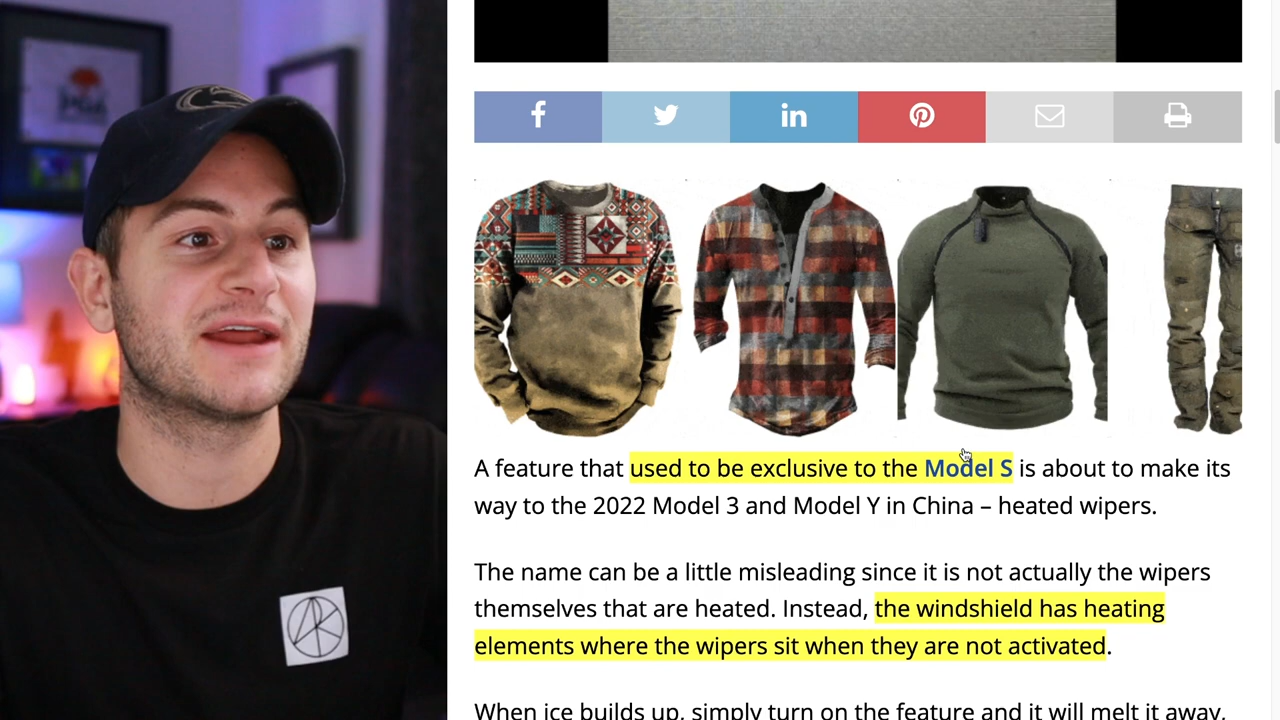 A feature that used to be exclusive to the Model S is about to make its
way to the 2022 Model 3 and Model Y in China – heated wipers.
The name can be a little misleading since it is not actually the wipers
themselves that are heated. Instead, the windshield has heating
elements where the wipers sit when they are not activated.
When ice builds up, simply turn on the feature and it will melt it away,